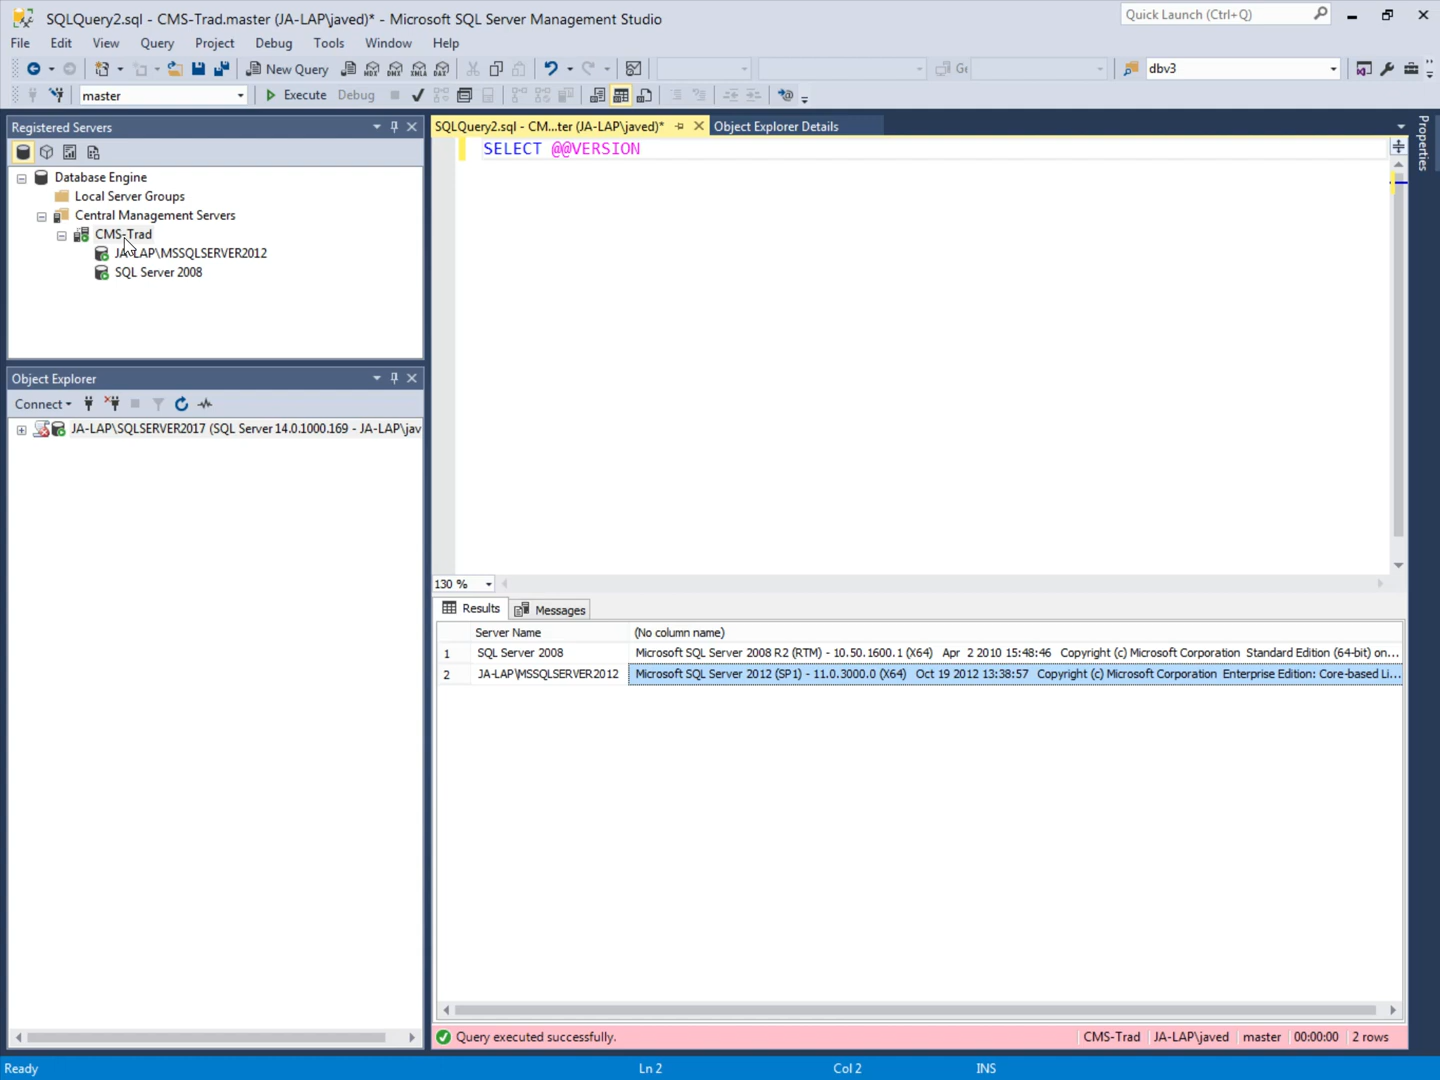 SQLQuery2.sql - CMS-Trad.master (JA-LAP\javed)* - Microsoft SQL Server Management Studio
Quick Launch (Ctrl+Q)
File Edit View Query Project Debug Tools Window Help
New Query
MDX DMX XMLA DAX
dbv3
master
Execute Debug
Registered Servers
SQLQuery2.sql - CM...ter (JA-LAP\javed)*
Object Explorer Details
Properties
SELECT @@VERSION
Database Engine
Local Server Groups
Central Management Servers
CMS-Trad
JA-LAP\MSSQLSERVER2012
SQL Server 2008
Object Explorer
Connect
JA-LAP\SQLSERVER2017 (SQL Server 14.0.1000.169 - JA-LAP\jav
130 %
Results Messages
Server Name (No column name)
1 SQL Server 2008 Microsoft SQL Server 2008 R2 (RTM) - 10.50.1600.1 (X64) Apr 2 2010 15:48:46 Copyright (c) Microsoft Corporation Standard Edition (64-bit) on...
2 JA-LAP\MSSQLSERVER2012 Microsoft SQL Server 2012 (SP1) - 11.0.3000.0 (X64) Oct 19 2012 13:38:57 Copyright (c) Microsoft Corporation Enterprise Edition: Core-based Li...
Query executed successfully.
CMS-Trad JA-LAP\javed master 00:00:00 2 rows
Ready Ln 2 Col 2 INS